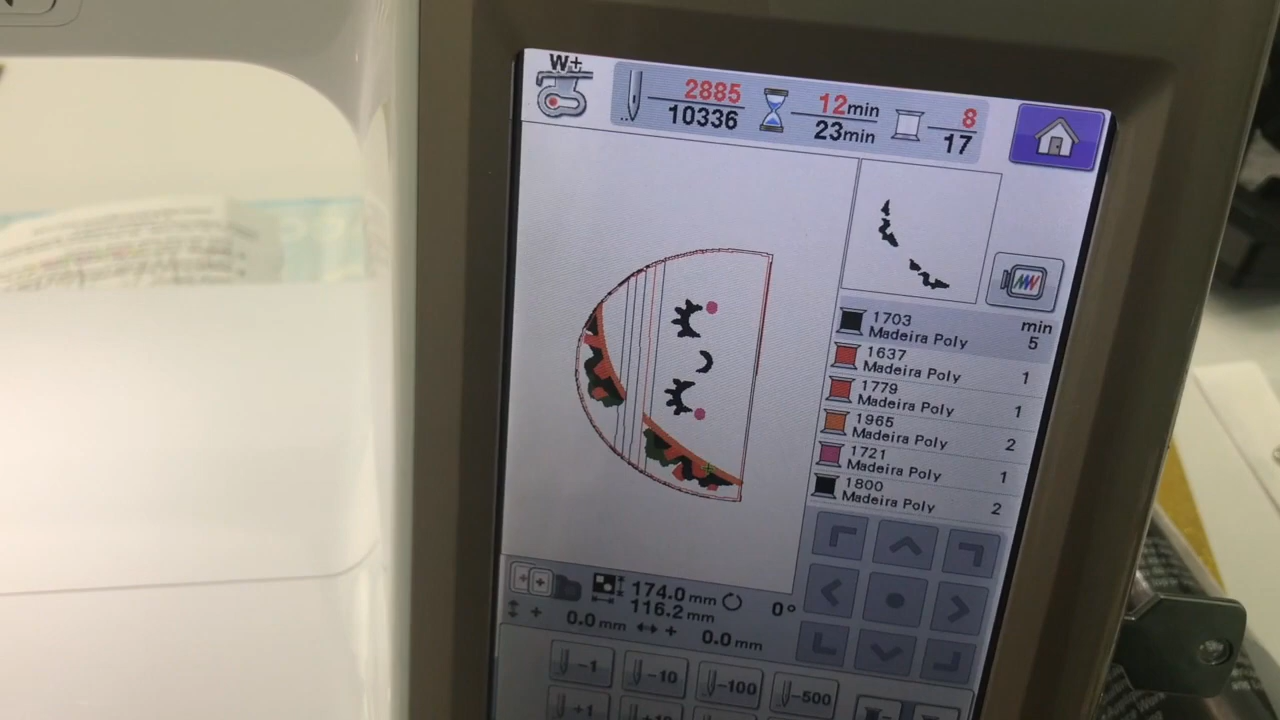 W+
2885
10336
12min
23min
8
17
1703
Madeira Poly
min
5
1637
Madeira Poly
1
1779
Madeira Poly
1
1965
Madeira Poly
2
1721
Madeira Poly
1
1800
Madeira Poly
2
174.0 mm
116.2 mm
0°
+ 0.0 mm
+ 0.0 mm
-1
-10
-100
-500
+1